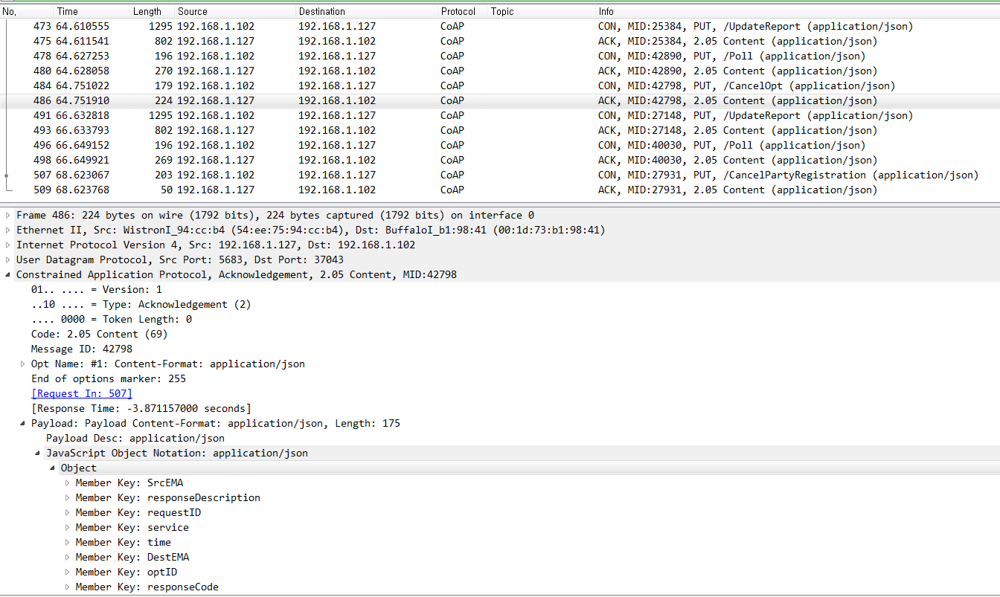 No. Time Length Source Destination Protocol Topic Info
473 64.610555 1295 192.168.1.102 192.168.1.127 CoAP CON, MID:25384, PUT, /UpdateReport (application/json)
475 64.611541 802 192.168.1.127 192.168.1.102 CoAP ACK, MID:25384, 2.05 Content (application/json)
478 64.627253 196 192.168.1.102 192.168.1.127 CoAP CON, MID:42890, PUT, /Poll (application/json)
480 64.628058 270 192.168.1.127 192.168.1.102 CoAP ACK, MID:42890, 2.05 Content (application/json)
484 64.751022 179 192.168.1.102 192.168.1.127 CoAP CON, MID:42798, PUT, /CancelOpt (application/json)
486 64.751910 224 192.168.1.127 192.168.1.102 CoAP ACK, MID:42798, 2.05 Content (application/json)
491 66.632818 1295 192.168.1.102 192.168.1.127 CoAP CON, MID:27148, PUT, /UpdateReport (application/json)
493 66.633793 802 192.168.1.127 192.168.1.102 CoAP ACK, MID:27148, 2.05 Content (application/json)
496 66.649152 196 192.168.1.102 192.168.1.127 CoAP CON, MID:40030, PUT, /Poll (application/json)
498 66.649921 269 192.168.1.127 192.168.1.102 CoAP ACK, MID:40030, 2.05 Content (application/json)
507 68.623067 203 192.168.1.102 192.168.1.127 CoAP CON, MID:27931, PUT, /CancelPartyRegistration (application/json)
509 68.623768 50 192.168.1.127 192.168.1.102 CoAP ACK, MID:27931, 2.05 Content (application/json)
Frame 486: 224 bytes on wire (1792 bits), 224 bytes captured (1792 bits) on interface 0
Ethernet II, Src: WistronI_94:cc:b4 (54:ee:75:94:cc:b4), Dst: BuffaloI_b1:98:41 (00:1d:73:b1:98:41)
Internet Protocol Version 4, Src: 192.168.1.127, Dst: 192.168.1.102
User Datagram Protocol, Src Port: 5683, Dst Port: 37043
Constrained Application Protocol, Acknowledgement, 2.05 Content, MID:42798
01.. .... = Version: 1
..10 .... = Type: Acknowledgement (2)
.... 0000 = Token Length: 0
Code: 2.05 Content (69)
Message ID: 42798
Opt Name: #1: Content-Format: application/json
End of options marker: 255
[Request In: 507]
[Response Time: -3.871157000 seconds]
Payload: Payload Content-Format: application/json, Length: 175
Payload Desc: application/json
JavaScript Object Notation: application/json
Object
Member Key: SrcEMA
Member Key: responseDescription
Member Key: requestID
Member Key: service
Member Key: time
Member Key: DestEMA
Member Key: optID
Member Key: responseCode